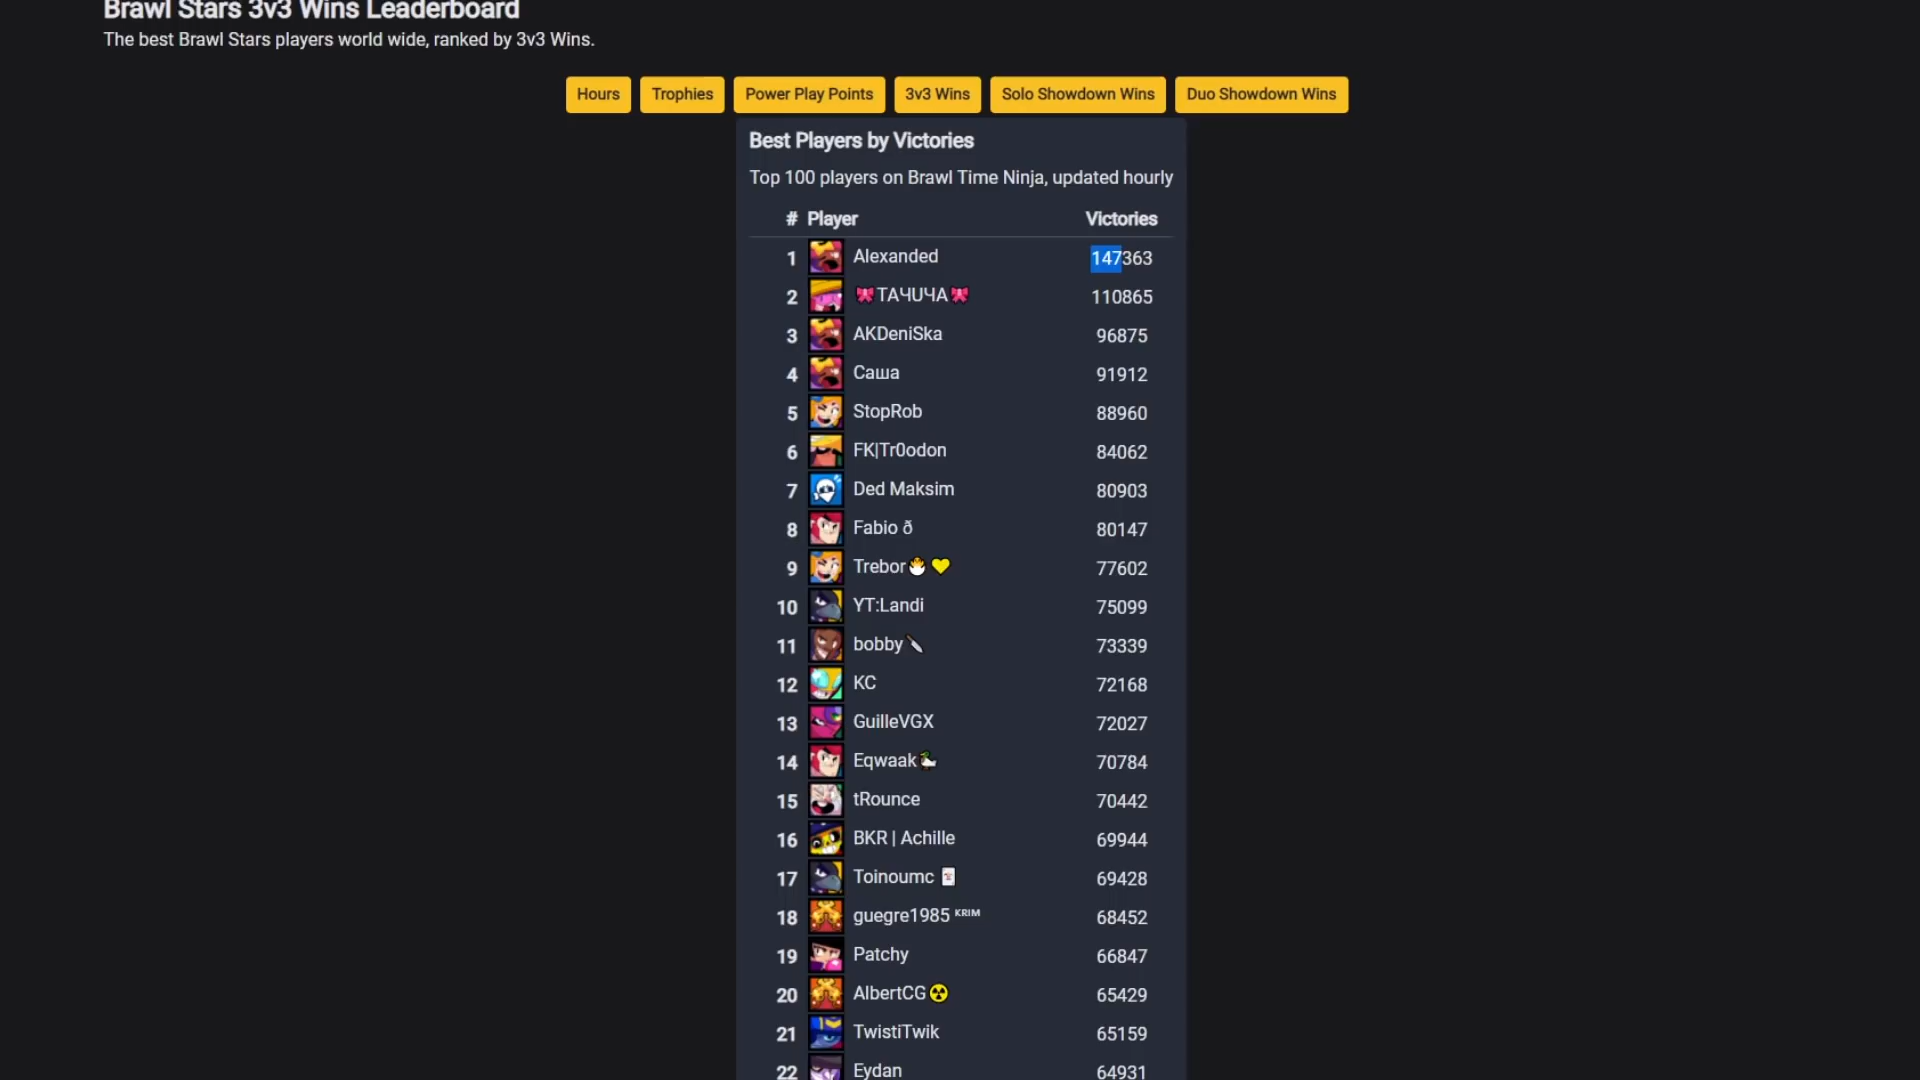 Brawl Stars 3v3 Wins Leaderboard
The best Brawl Stars players world wide, ranked by 3v3 Wins.
Hours Trophies Power Play Points 3v3 Wins Solo Showdown Wins Duo Showdown Wins
Best Players by Victories
Top 100 players on Brawl Time Ninja, updated hourly
# Player Victories
1 Alexanded 147363
2 🎀TAЧUЧA🎀 110865
3 AKDeniSka 96875
4 Саша 91912
5 StopRob 88960
6 FK|Tr0odon 84062
7 Ded Maksim 80903
8 Fabio ð 80147
9 Trebor🐣💛 77602
10 YT:Landi 75099
11 bobby🔪 73339
12 KC 72168
13 GuilleVGX 72027
14 Eqwaak🦆 70784
15 tRounce 70442
16 BKR | Achille 69944
17 Toinoumc 🃏 69428
18 guegre1985 ᴷᴿᴵᴹ 68452
19 Patchy 66847
20 AlbertCG☢️ 65429
21 TwistiTwik 65159
22 Eydan 64931